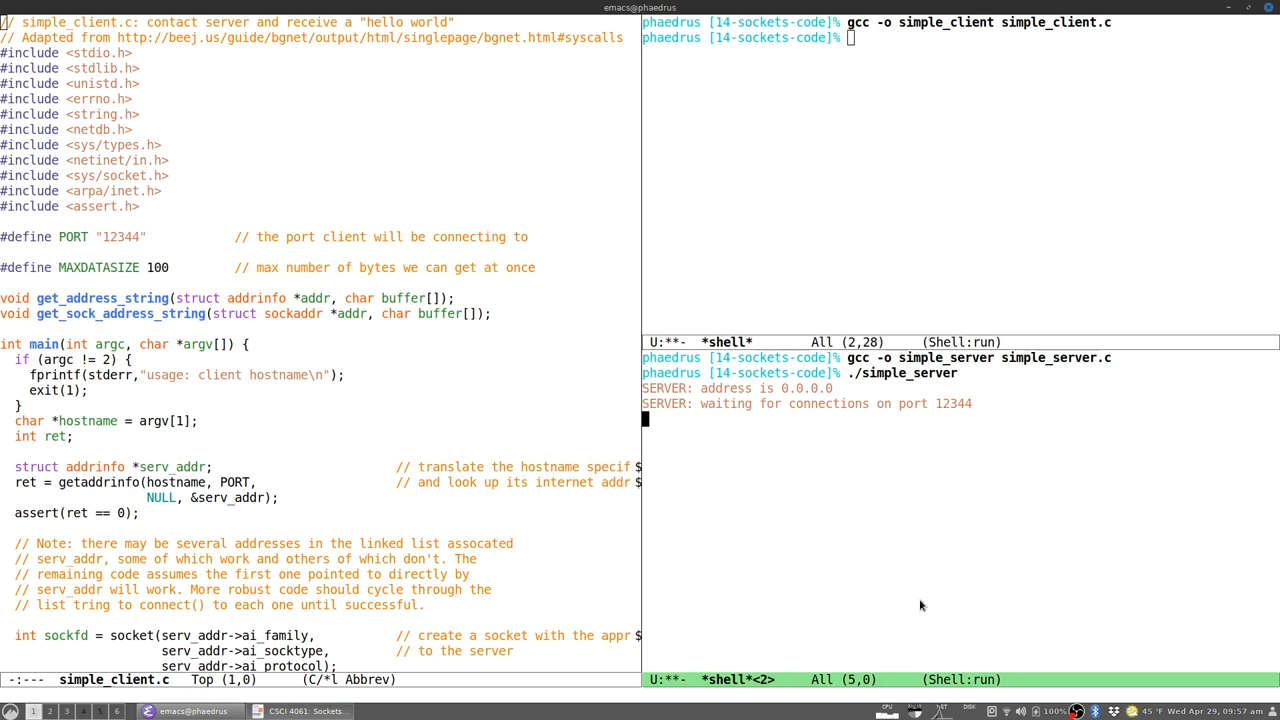 emacs@phaedrus
// simple_client.c: contact server and receive a "hello world"
// Adapted from http://beej.us/guide/bgnet/output/html/singlepage/bgnet.html#syscalls
#include <stdio.h>
#include <stdlib.h>
#include <unistd.h>
#include <errno.h>
#include <string.h>
#include <netdb.h>
#include <sys/types.h>
#include <netinet/in.h>
#include <sys/socket.h>
#include <arpa/inet.h>
#include <assert.h>
#define PORT "12344" // the port client will be connecting to
#define MAXDATASIZE 100 // max number of bytes we can get at once
void get_address_string(struct addrinfo *addr, char buffer[]);
void get_sock_address_string(struct sockaddr *addr, char buffer[]);
int main(int argc, char *argv[]) {
if (argc != 2) {
fprintf(stderr,"usage: client hostname\n");
exit(1);
}
char *hostname = argv[1];
int ret;
struct addrinfo *serv_addr; // translate the hostname specif$
ret = getaddrinfo(hostname, PORT, // and look up its internet addr$
NULL, &serv_addr);
assert(ret == 0);
// Note: there may be several addresses in the linked list assocated
// serv_addr, some of which work and others of which don't. The
// remaining code assumes the first one pointed to directly by
// serv_addr will work. More robust code should cycle through the
// list tring to connect() to each one until successful.
int sockfd = socket(serv_addr->ai_family, // create a socket with the appr$
serv_addr->ai_socktype, // to the server
serv_addr->ai_protocol);
-:--- simple_client.c Top (1,0) (C/*l Abbrev)
phaedrus [14-sockets-code]% gcc -o simple_client simple_client.c
phaedrus [14-sockets-code]%
U:**- *shell* All (2,28) (Shell:run)
phaedrus [14-sockets-code]% gcc -o simple_server simple_server.c
phaedrus [14-sockets-code]% ./simple_server
SERVER: address is 0.0.0.0
SERVER: waiting for connections on port 12344
U:**- *shell*<2> All (5,0) (Shell:run)
1 2 3 4 5 6 emacs@phaedrus CSCI 4061: Sockets... CPU MEM NET DISK 100% 45 °F Wed Apr 29, 09:57 am